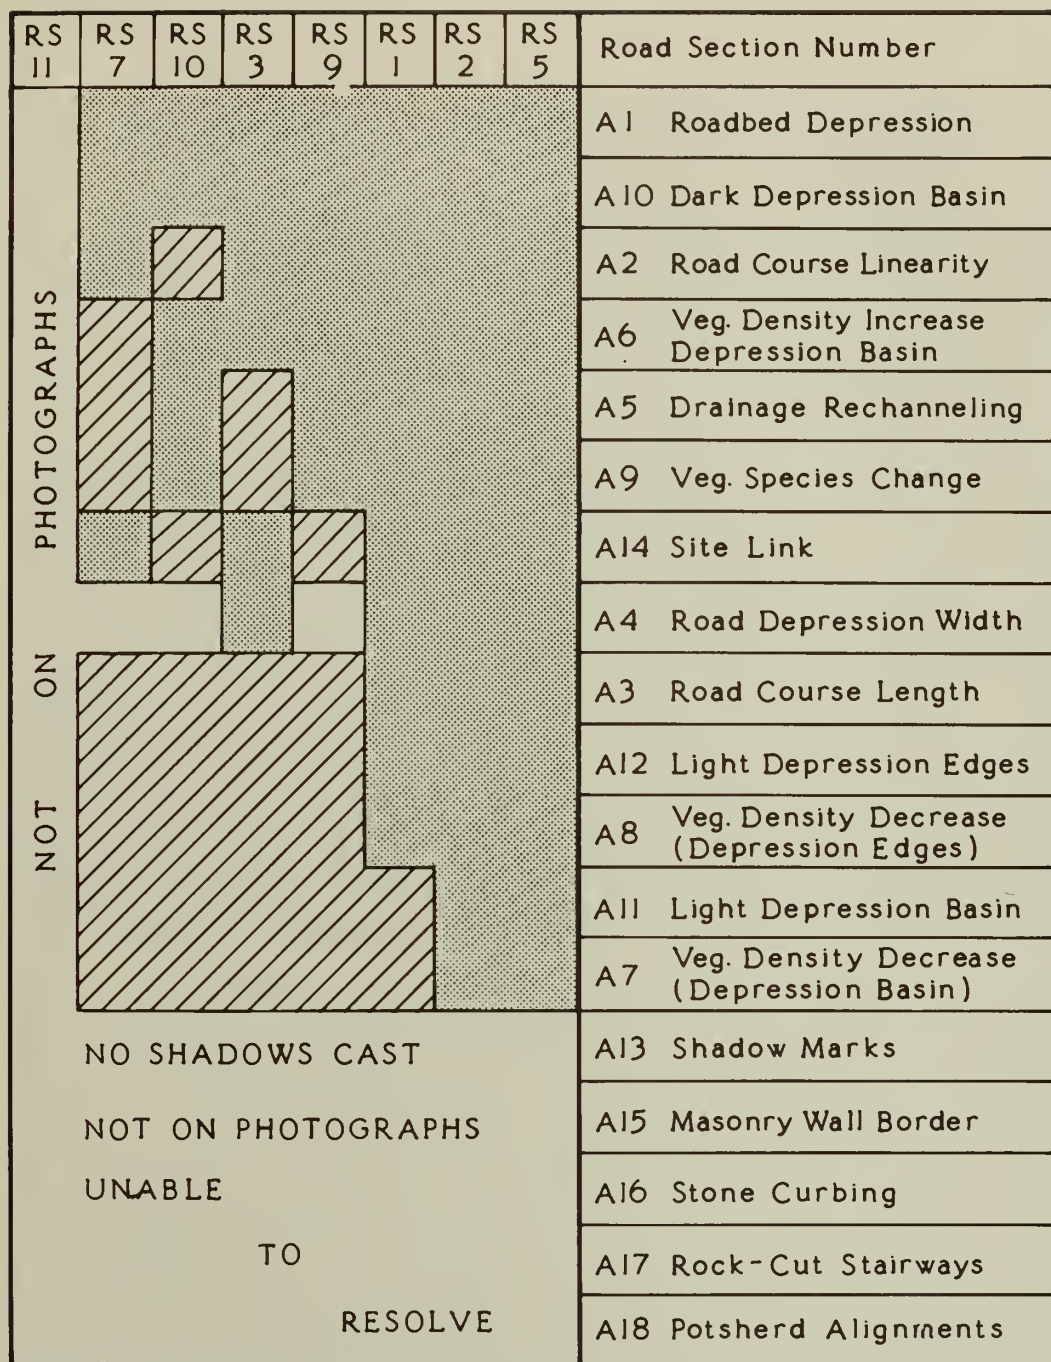 RS 11
RS 7
RS 10
RS 3
RS 9
RS 1
RS 2
RS 5
Road Section Number
A1 Roadbed Depression
A10 Dark Depression Basin
A2 Road Course Linearity
A6 Veg. Density Increase
Depression Basin
A5 Drainage Rechanneling
A9 Veg. Species Change
A14 Site Link
A4 Road Depression Width
A3 Road Course Length
A12 Light Depression Edges
A8 Veg. Density Decrease
(Depression Edges)
A11 Light Depression Basin
A7 Veg. Density Decrease
(Depression Basin)
A13 Shadow Marks
A15 Masonry Wall Border
A16 Stone Curbing
A17 Rock-Cut Stairways
A18 Potsherd Alignments
NOT ON PHOTOGRAPHS
NO SHADOWS CAST
NOT ON PHOTOGRAPHS
UNABLE
TO
RESOLVE